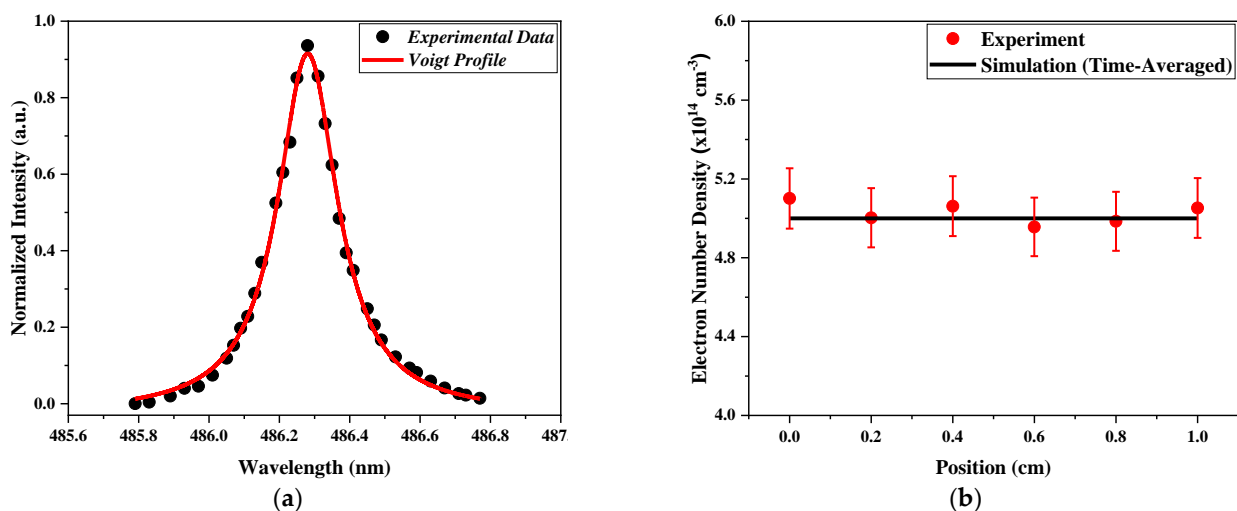 1.0
0.8
0.6
0.4
0.2
0.0
Normalized Intensity (a.u.)
Experimental Data
Voigt Profile
485.6 485.8 486.0 486.2 486.4 486.6 486.8 487.
Wavelength (nm)
(a)
6.0
5.6
5.2
4.8
4.4
4.0
Electron Number Density (x10¹⁴ cm⁻³)
Experiment
Simulation (Time-Averaged)
0.0 0.2 0.4 0.6 0.8 1.0
Position (cm)
(b)